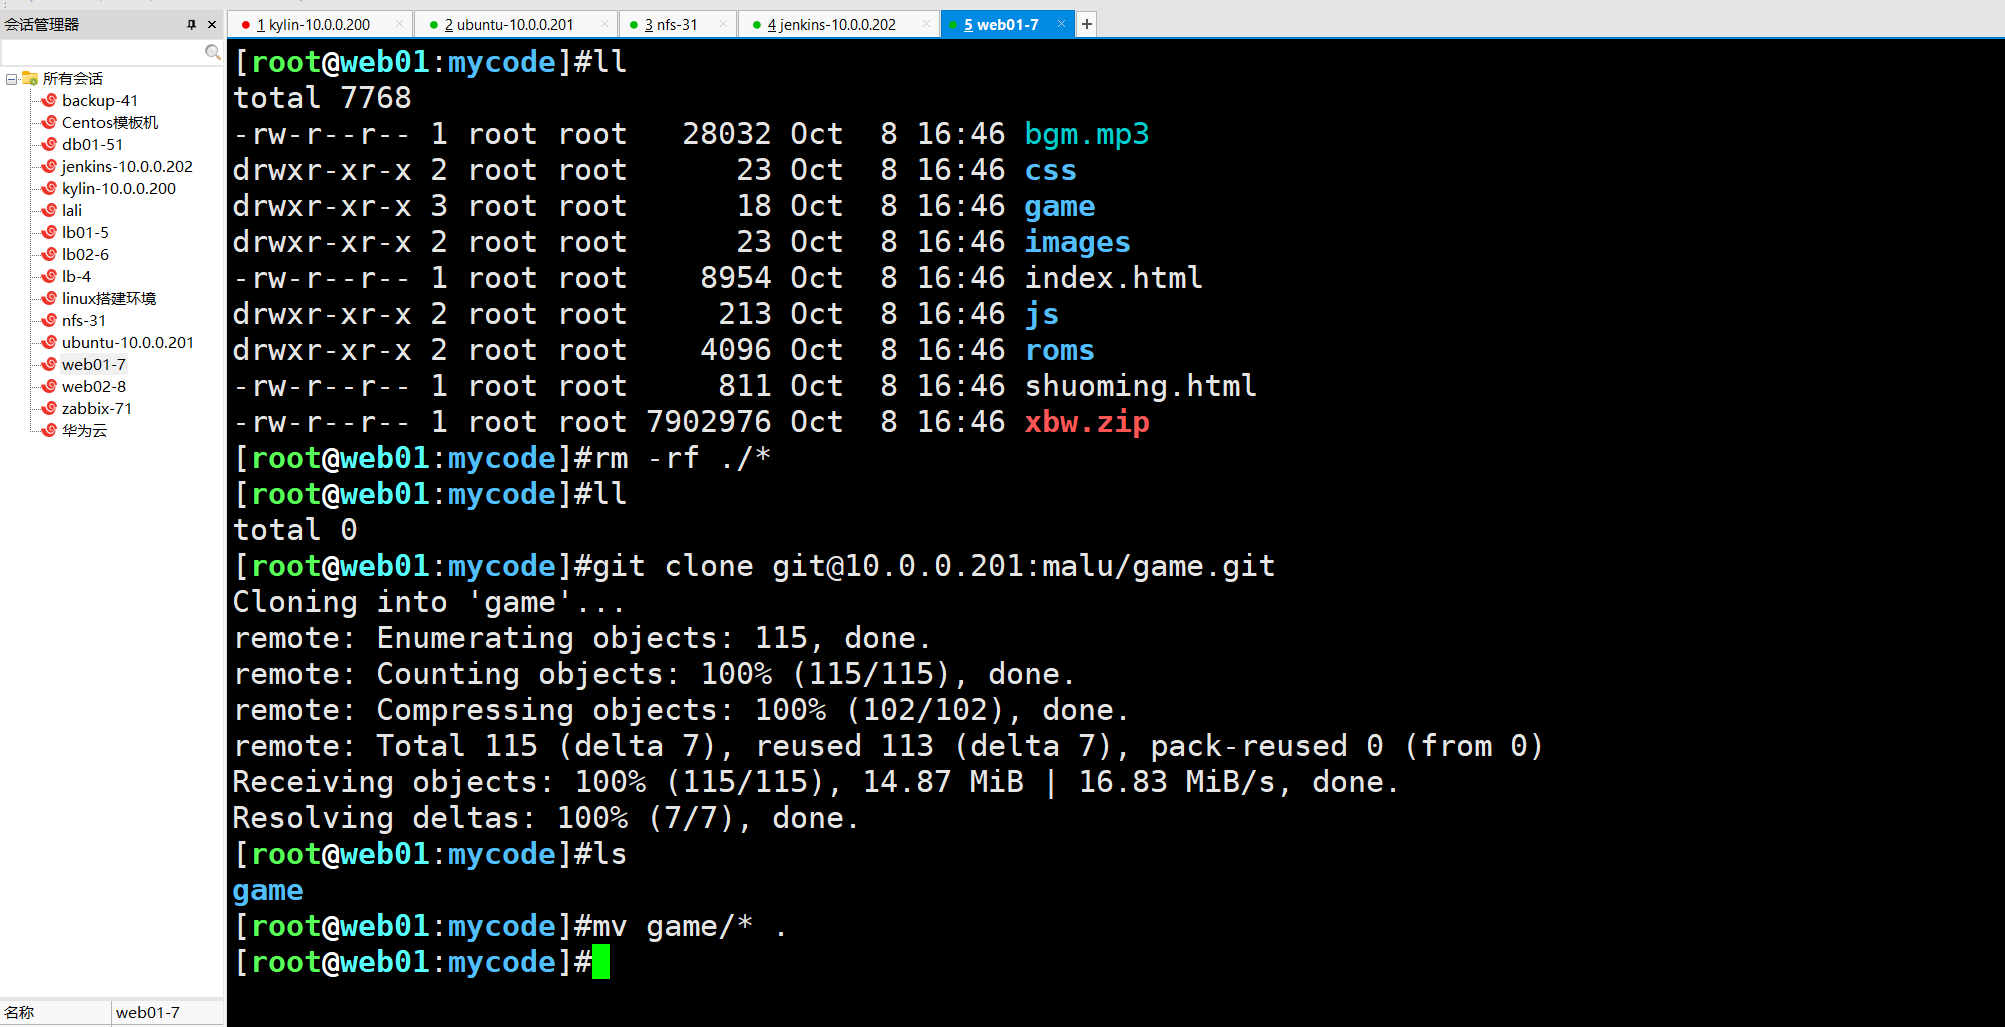 会话管理器
1 kylin-10.0.0.200
2 ubuntu-10.0.0.201
3 nfs-31
4 jenkins-10.0.0.202
5 web01-7
所有会话
backup-41
Centos模板机
db01-51
jenkins-10.0.0.202
kylin-10.0.0.200
lali
lb01-5
lb02-6
lb-4
linux搭建环境
nfs-31
ubuntu-10.0.0.201
web01-7
web02-8
zabbix-71
华为云
名称 web01-7
[root@web01:mycode]#ll
total 7768
-rw-r--r-- 1 root root   28032 Oct  8 16:46 bgm.mp3
drwxr-xr-x 2 root root      23 Oct  8 16:46 css
drwxr-xr-x 3 root root      18 Oct  8 16:46 game
drwxr-xr-x 2 root root      23 Oct  8 16:46 images
-rw-r--r-- 1 root root    8954 Oct  8 16:46 index.html
drwxr-xr-x 2 root root     213 Oct  8 16:46 js
drwxr-xr-x 2 root root    4096 Oct  8 16:46 roms
-rw-r--r-- 1 root root     811 Oct  8 16:46 shuoming.html
-rw-r--r-- 1 root root 7902976 Oct  8 16:46 xbw.zip
[root@web01:mycode]#rm -rf ./*
[root@web01:mycode]#ll
total 0
[root@web01:mycode]#git clone git@10.0.0.201:malu/game.git
Cloning into 'game'...
remote: Enumerating objects: 115, done.
remote: Counting objects: 100% (115/115), done.
remote: Compressing objects: 100% (102/102), done.
remote: Total 115 (delta 7), reused 113 (delta 7), pack-reused 0 (from 0)
Receiving objects: 100% (115/115), 14.87 MiB | 16.83 MiB/s, done.
Resolving deltas: 100% (7/7), done.
[root@web01:mycode]#ls
game
[root@web01:mycode]#mv game/* .
[root@web01:mycode]#